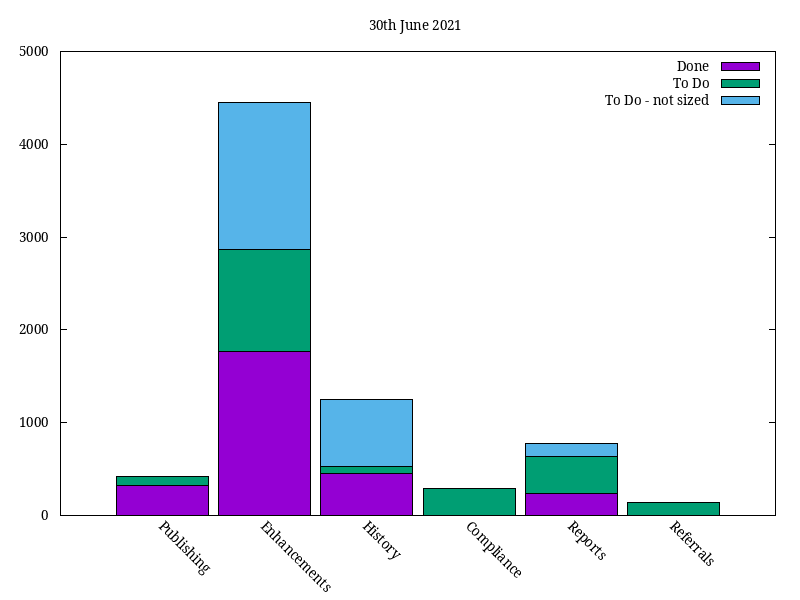 30th June 2021
5000
4000
3000
2000
1000
0
Done
To Do
To Do - not sized
Publishing
Enhancements
History
Compliance
Reports
Referrals